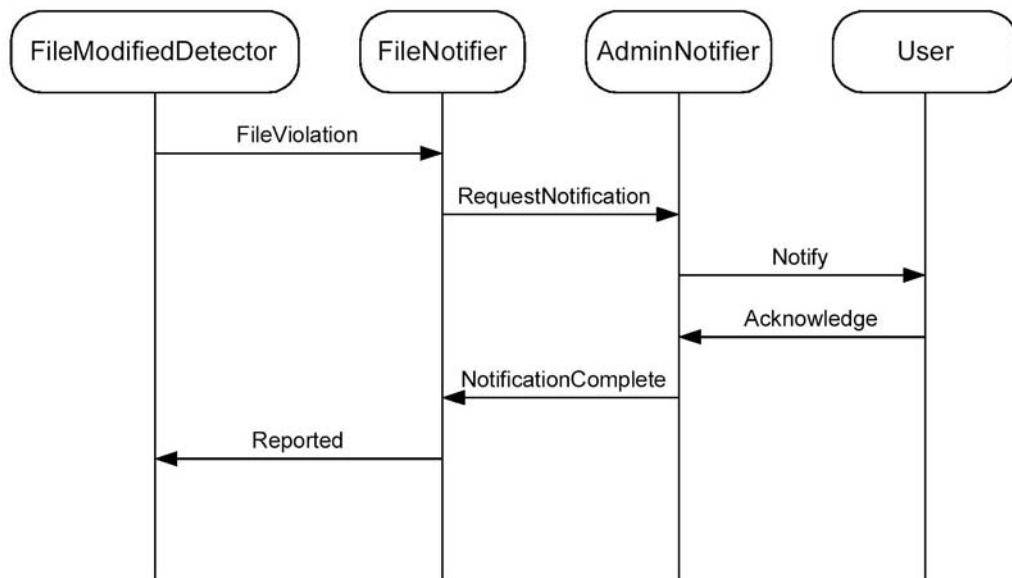 FileModifiedDetector
FileNotifier
AdminNotifier
User
FileViolation
RequestNotification
Notify
Acknowledge
NotificationComplete
Reported